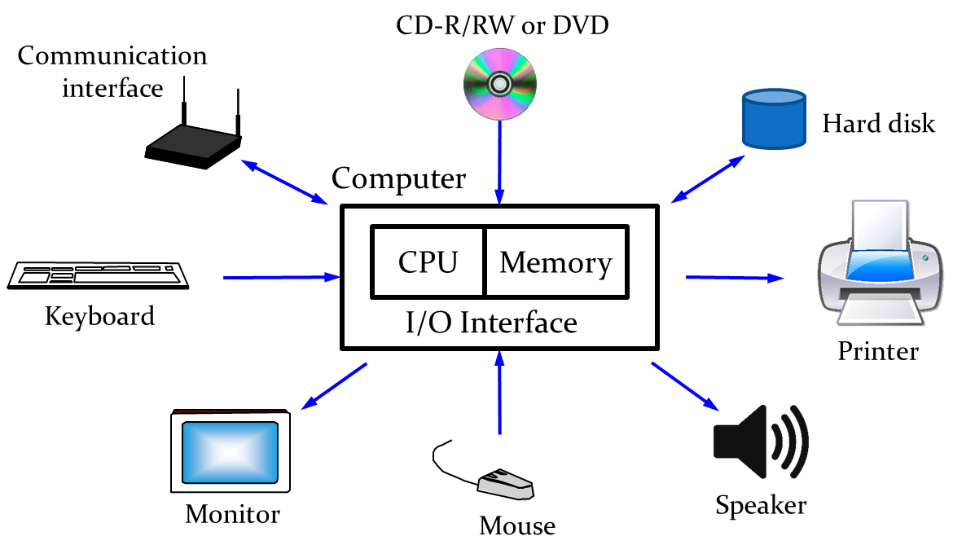 CD-R/RW or DVD
Communication
interface
Hard disk
Computer
CPU
Memory
I/O Interface
Keyboard
Printer
Monitor
Mouse
Speaker